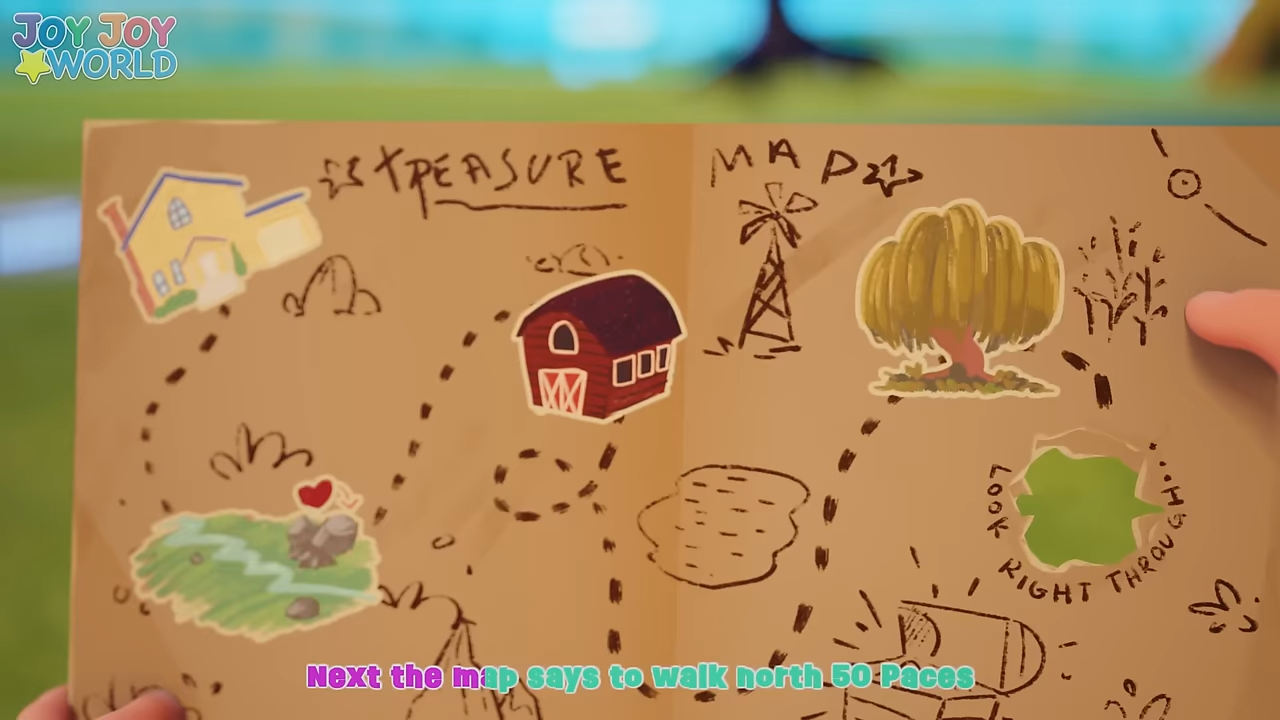 JOY JOY
WORLD
TREASURE MAP
LOOK RIGHT THROUGH
Next the map says to walk north 50 Paces